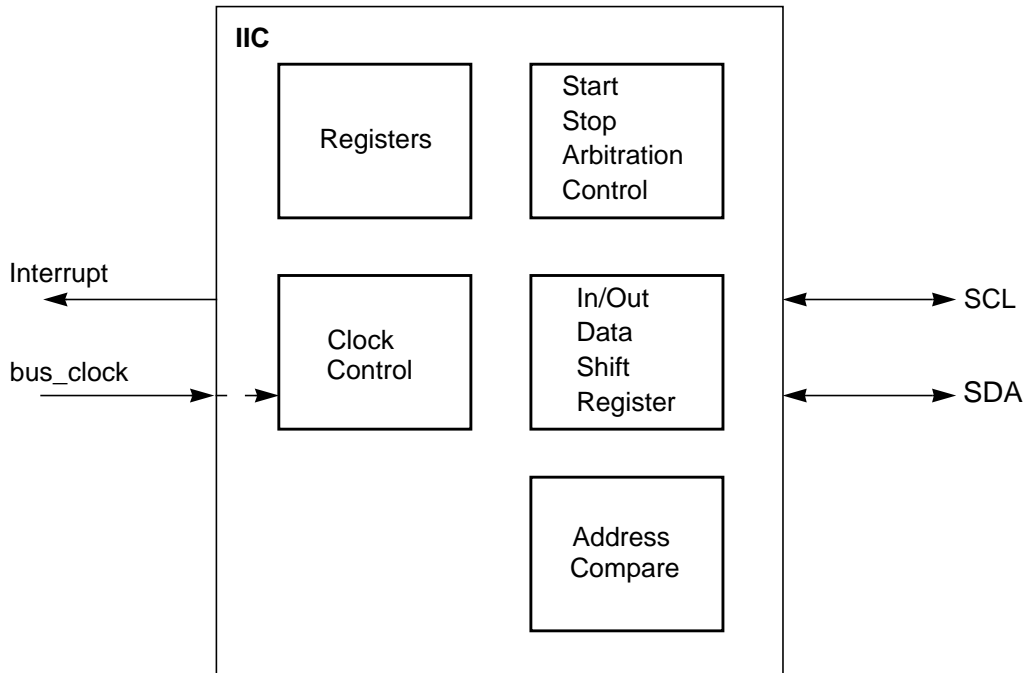 IIC
Registers
Start
Stop
Arbitration
Control
Interrupt
bus_clock
Clock
Control
In/Out
Data
Shift
Register
SCL
SDA
Address
Compare